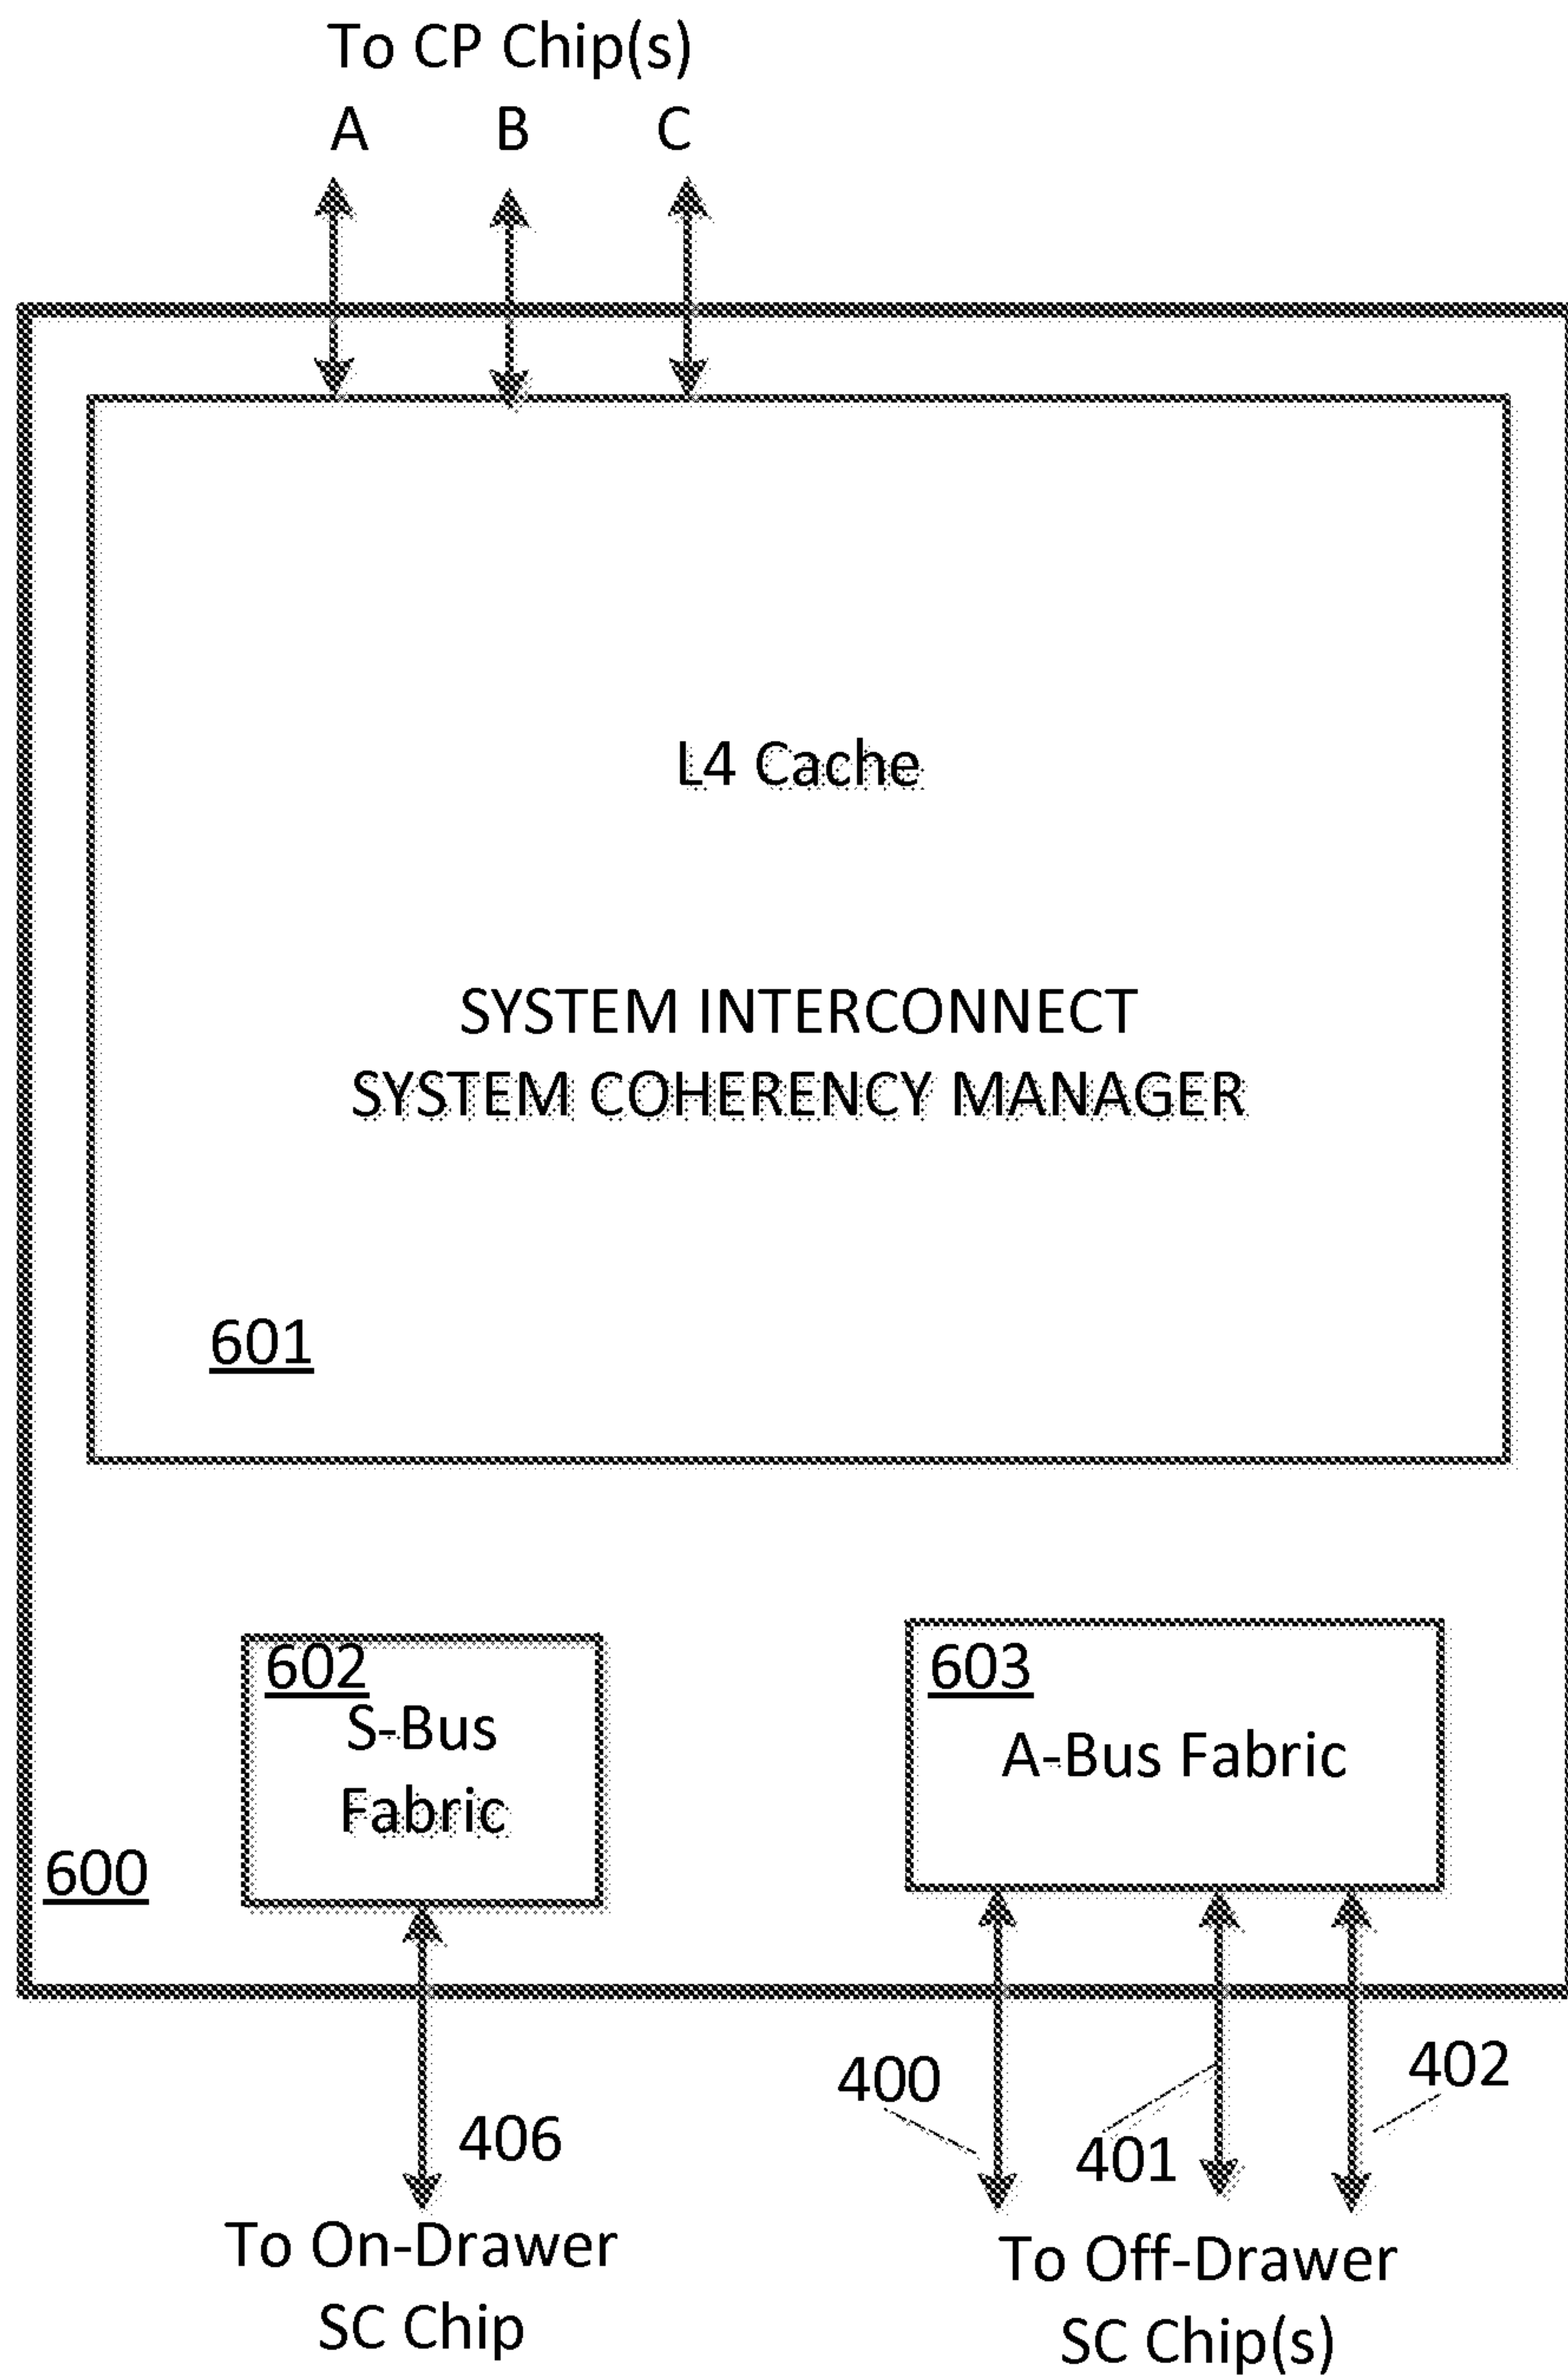 To CP Chip(s)
A B C
L4 Cache
SYSTEM INTERCONNECT
SYSTEM COHERENCY MANAGER
601
602
S-Bus
Fabric
603
A-Bus Fabric
600
400
401
402
406
To On-Drawer
SC Chip
To Off-Drawer
SC Chip(s)